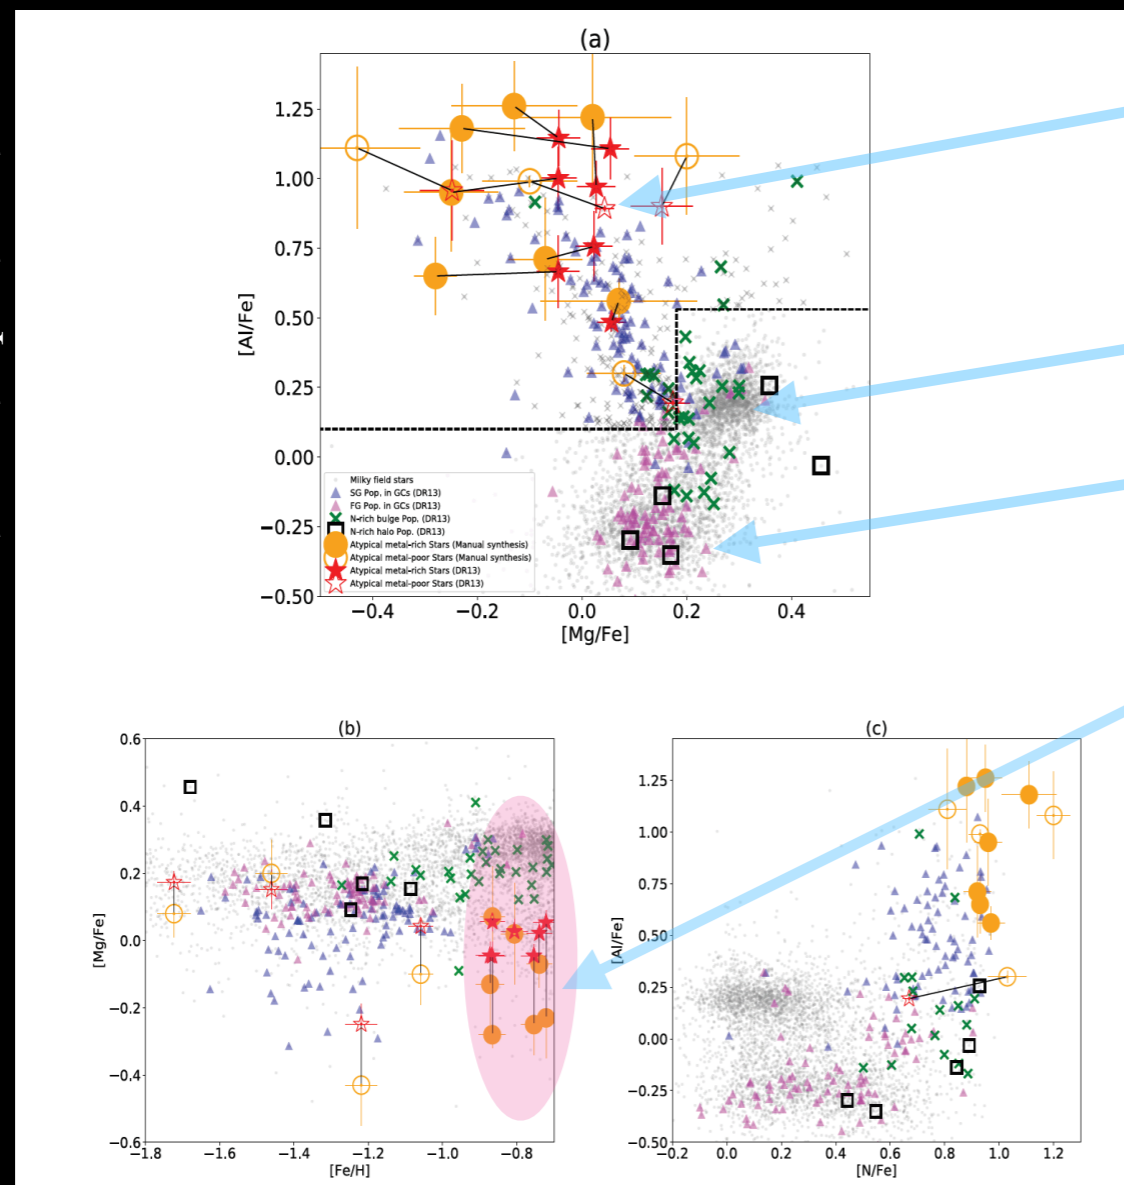 (a)
[Al/Fe]
1.25
1.00
0.75
0.50
0.25
0.00
−0.25
−0.50
Milky field stars
SG Pop. in GCs (DR13)
FG Pop. in GCs (DR13)
N-rich bulge Pop. (DR13)
N-rich halo Pop. (DR13)
Atypical metal-rich Stars (Manual synthesis)
Atypical metal-poor Stars (Manual synthesis)
Atypical metal-rich Stars (DR13)
Atypical metal-poor Stars (DR13)
−0.4 −0.2 0.0 0.2 0.4
[Mg/Fe]
(b)
[Mg/Fe]
0.6
0.4
0.2
0.0
−0.2
−0.4
−0.6
−1.8 −1.6 −1.4 −1.2 −1.0 −0.8
[Fe/H]
(c)
[Al/Fe]
1.25
1.00
0.75
0.50
0.25
0.00
−0.25
−0.50
−0.2 0.0 0.2 0.4 0.6 0.8 1.0 1.2
[N/Fe]